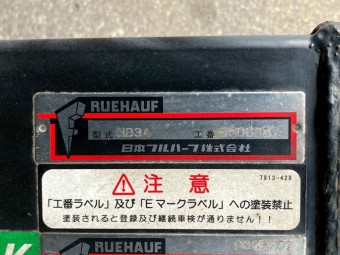 RUEHAUF
型式 HD34 工番
日本フルハーフ株式会社
7913-428
注意
「工番ラベル」及び「Eマークラベル」への塗装禁止
塗装されると登録及び継続車検が通りません!!
RUEHAUF
K